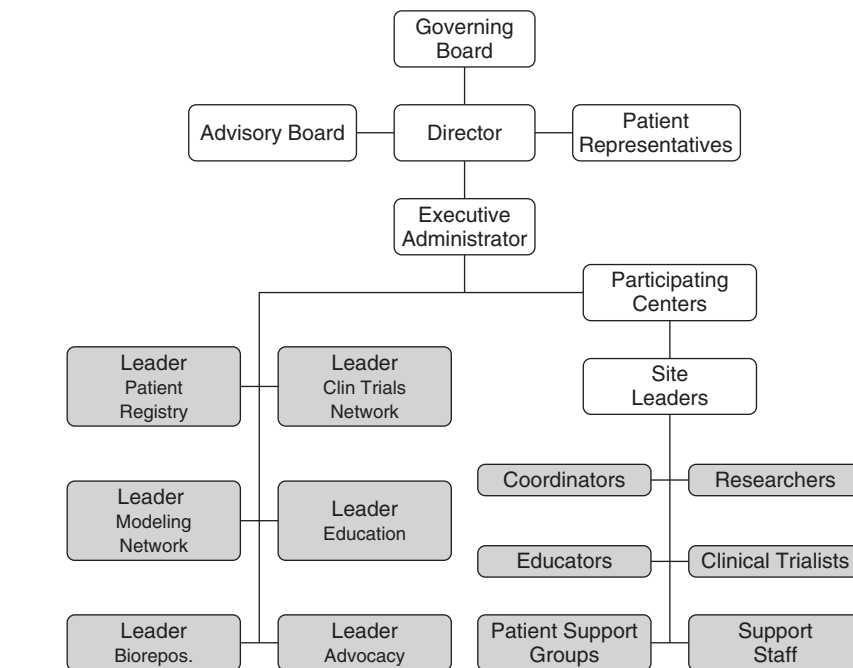 Governing
Board
Advisory Board
Director
Patient
Representatives
Executive
Administrator
Participating
Centers
Leader
Patient
Registry
Leader
Clin Trials
Network
Site
Leaders
Coordinators
Researchers
Leader
Modeling
Network
Leader
Education
Educators
Clinical Trialists
Leader
Biorepos.
Leader
Advocacy
Patient Support
Groups
Support
Staff